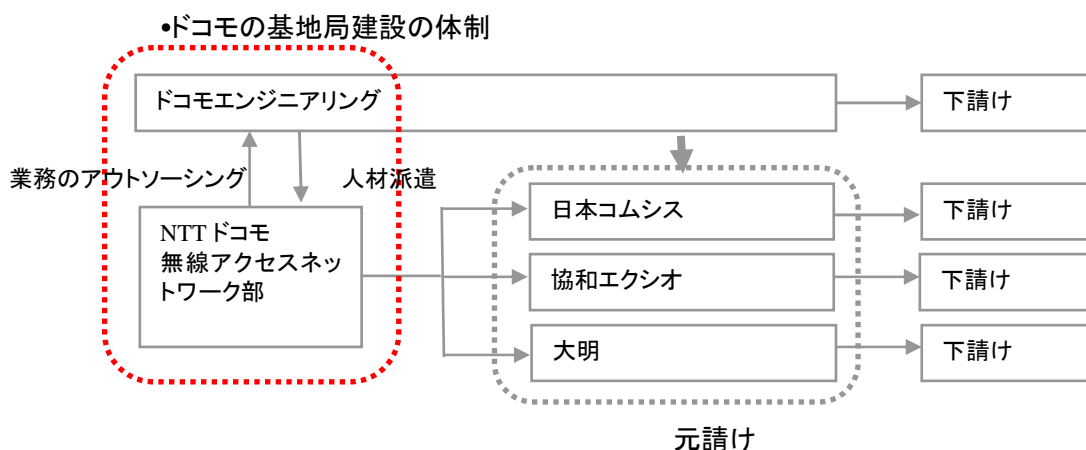 •ドコモの基地局建設の体制
ドコモエンジニアリング
下請け
業務のアウトソーシング
人材派遣
NTTドコモ
無線アクセスネッ
トワーク部
日本コムシス
下請け
協和エクシオ
下請け
大明
下請け
元請け